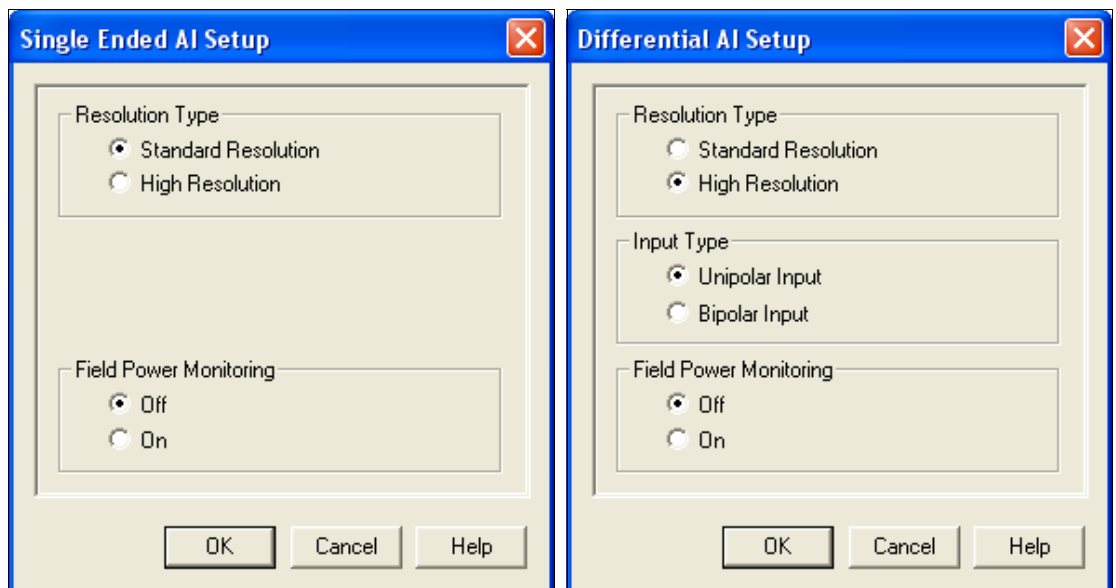 Single Ended AI Setup
Resolution Type
Standard Resolution
High Resolution
Field Power Monitoring
Off
On
OK Cancel Help
Differential AI Setup
Resolution Type
Standard Resolution
High Resolution
Input Type
Unipolar Input
Bipolar Input
Field Power Monitoring
Off
On
OK Cancel Help